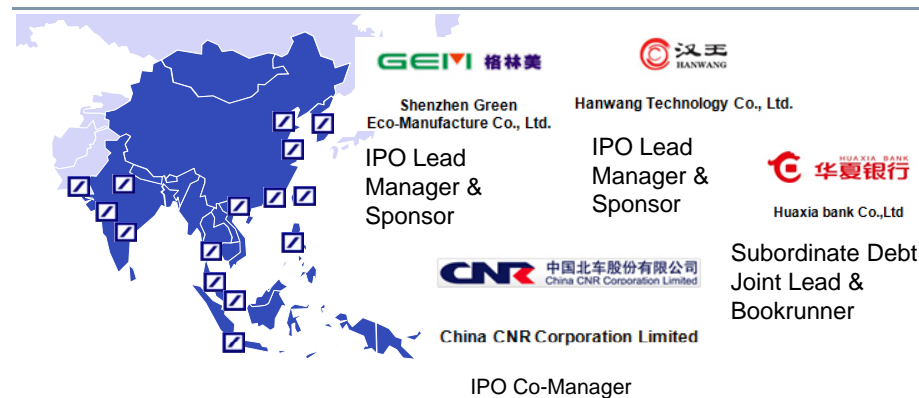 GEM 格林美
Shenzhen Green
Eco-Manufacture Co., Ltd.
IPO Lead
Manager &
Sponsor
汉王
HANWANG
Hanwang Technology Co., Ltd.
IPO Lead
Manager &
Sponsor
HUAXIA BANK
华夏银行
Huaxia bank Co.,Ltd
Subordinate Debt
Joint Lead &
Bookrunner
CNR 中国北车股份有限公司
China CNR Corporation Limited
China CNR Corporation Limited
IPO Co-Manager